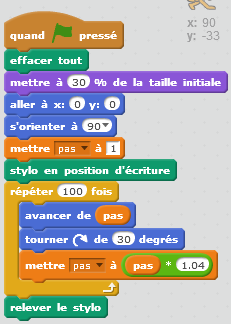 x: 90
y: -33
quand pressé
effacer tout
mettre à 30 % de la taille initiale
aller à x: 0 y: 0
s'orienter à 90
mettre pas à 1
stylo en position d'écriture
répéter 100 fois
avancer de pas
tourner de 30 degrés
mettre pas à pas * 1.04
relever le stylo